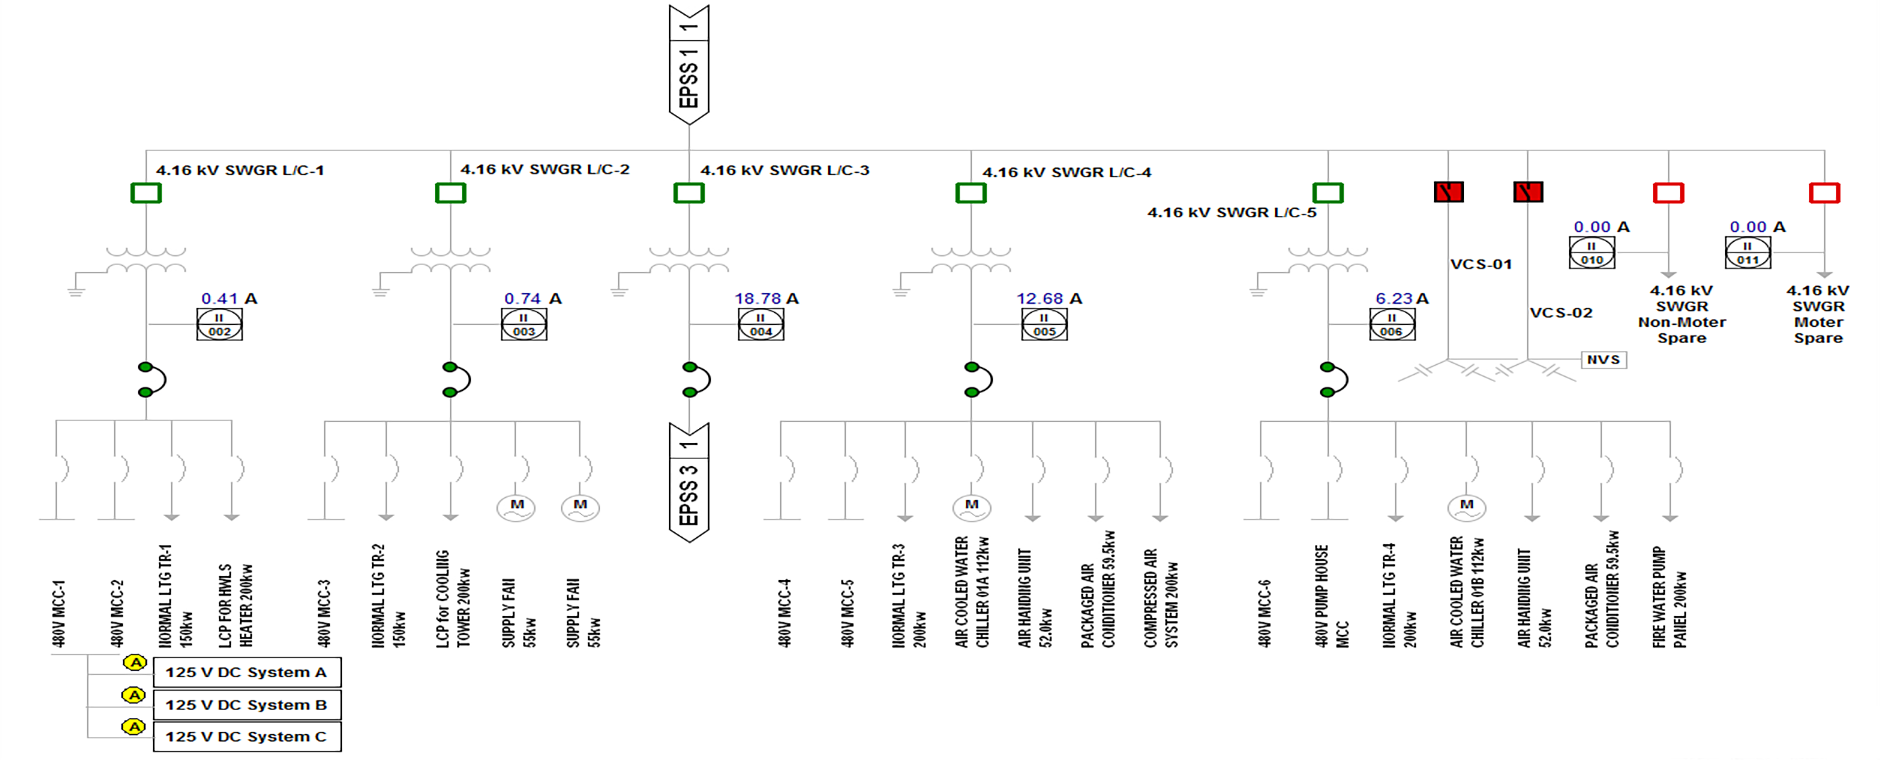 EPSS 1 1
4.16 kV SWGR L/C-1
4.16 kV SWGR L/C-2
4.16 kV SWGR L/C-3
4.16 kV SWGR L/C-4
4.16 kV SWGR L/C-5
0.41 A
II
002
0.74 A
II
003
18.78 A
II
004
12.68 A
II
005
6.23 A
II
006
VCS-01
VCS-02
NVS
0.00 A
II
010
4.16 kV
SWGR
Non-Moter
Spare
0.00 A
II
011
4.16 kV
SWGR
Moter
Spare
EPSS 3 1
M
M
M
M
480V MCC-1
480V MCC-2
NORMAL LTG TR-1
150kw
LCP FOR HWLS
HEATER 200kw
480V MCC-3
NORMAL LTG TR-2
150kw
LCP for COOLING
TOWER 200kw
SUPPLY FAN
55kw
SUPPLY FAN
55kw
480V MCC-4
480V MCC-5
NORMAL LTG TR-3
200kw
AIR COOLED WATER
CHILLER 01A 112kw
AIR HANDING UNIT
52.0kw
PACKAGED AIR
CONDITIONER 59.5kw
COMPRESSED AIR
SYSTEM 200kw
480V MCC-6
480V PUMP HOUSE
MCC
NORMAL LTG TR-4
200kw
AIR COOLED WATER
CHILLER 01B 112kw
AIR HANDING UNIT
52.0kw
PACKAGED AIR
CONDITIONER 59.5kw
FIRE WATER PUMP
PANEL 200kw
A
125 V DC System A
A
125 V DC System B
A
125 V DC System C